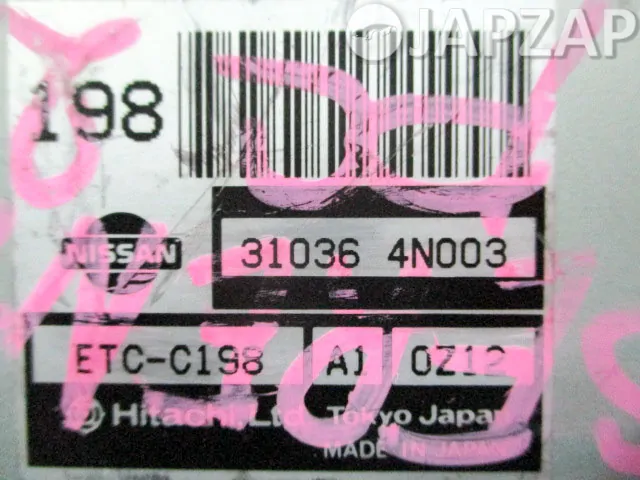 JAPZAP
198
NISSAN
31036 4N003
ETC-C198 A1 0Z12
Hitachi, Ltd Tokyo Japan
MADE IN JAPAN